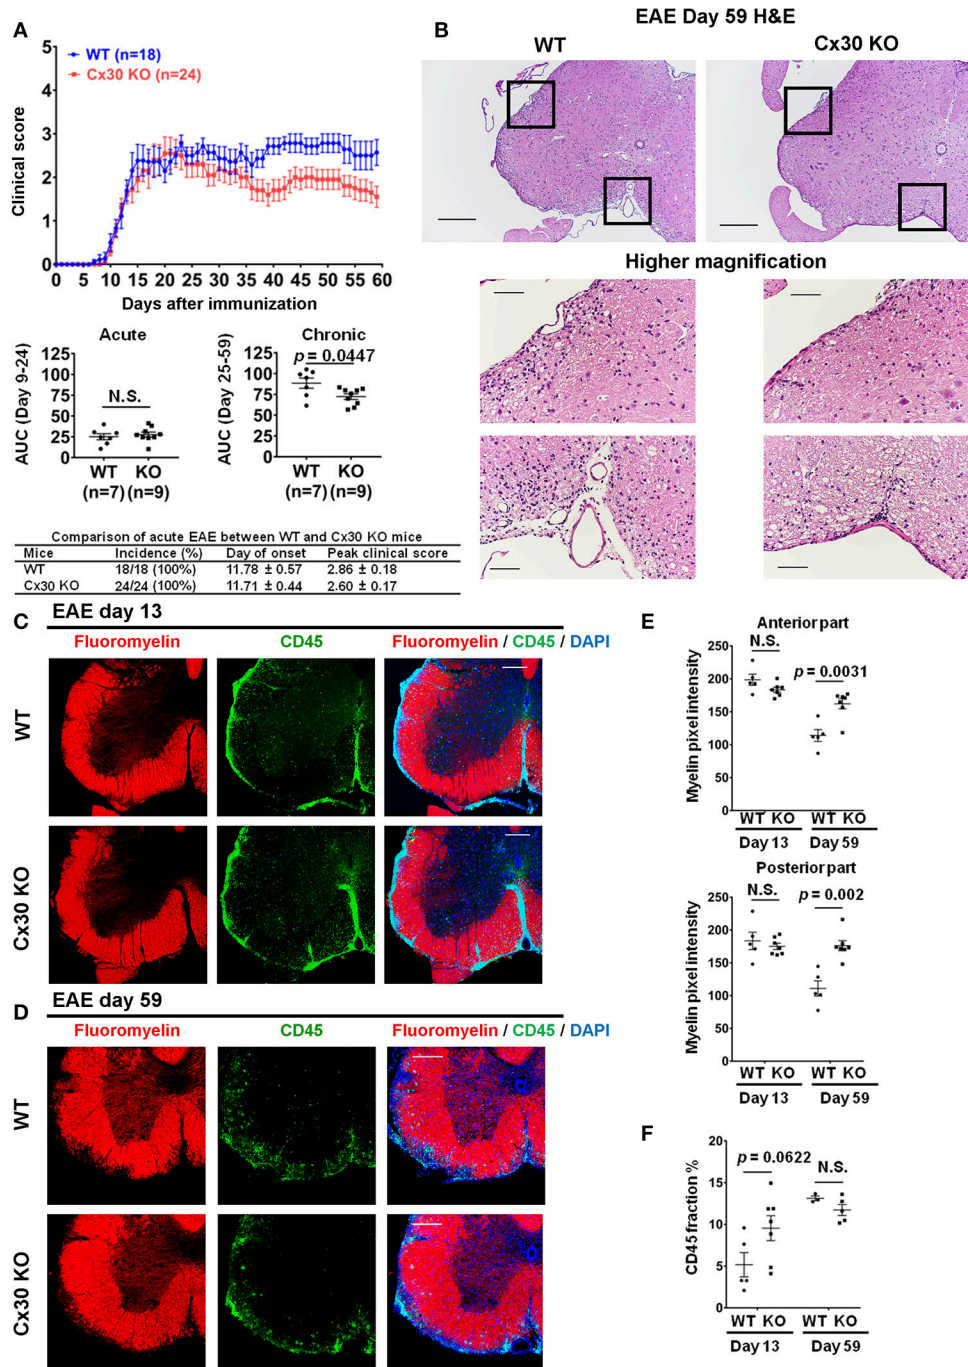 A
5
4
3
2
1
0
Clinical score
WT (n=18)
Cx30 KO (n=24)
0 5 10 15 20 25 30 35 40 45 50 55 60
Days after immunization
Acute
125
100
75
50
25
0
AUC (Day 9-24)
N.S.
WT KO
(n=7) (n=9)
Chronic
125
100
75
50
25
0
AUC (Day 25-59)
p = 0.0447
WT KO
(n=7) (n=9)
Comparison of acute EAE between WT and Cx30 KO mice
Mice Incidence (%) Day of onset Peak clinical score
WT 18/18 (100%) 11.78 ± 0.57 2.86 ± 0.18
Cx30 KO 24/24 (100%) 11.71 ± 0.44 2.60 ± 0.17
B
EAE Day 59 H&E
WT Cx30 KO
Higher magnification
C
EAE day 13
Fluoromyelin CD45 Fluoromyelin / CD45 / DAPI
WT
Cx30 KO
D
EAE day 59
Fluoromyelin CD45 Fluoromyelin / CD45 / DAPI
WT
Cx30 KO
E
Anterior part
250
200
150
100
50
0
Myelin pixel intensity
N.S.
p = 0.0031
WT KO WT KO
Day 13 Day 59
Posterior part
250
200
150
100
50
0
Myelin pixel intensity
N.S.
p = 0.002
WT KO WT KO
Day 13 Day 59
F
20
15
10
5
0
CD45 fraction %
p = 0.0622
N.S.
WT KO WT KO
Day 13 Day 59